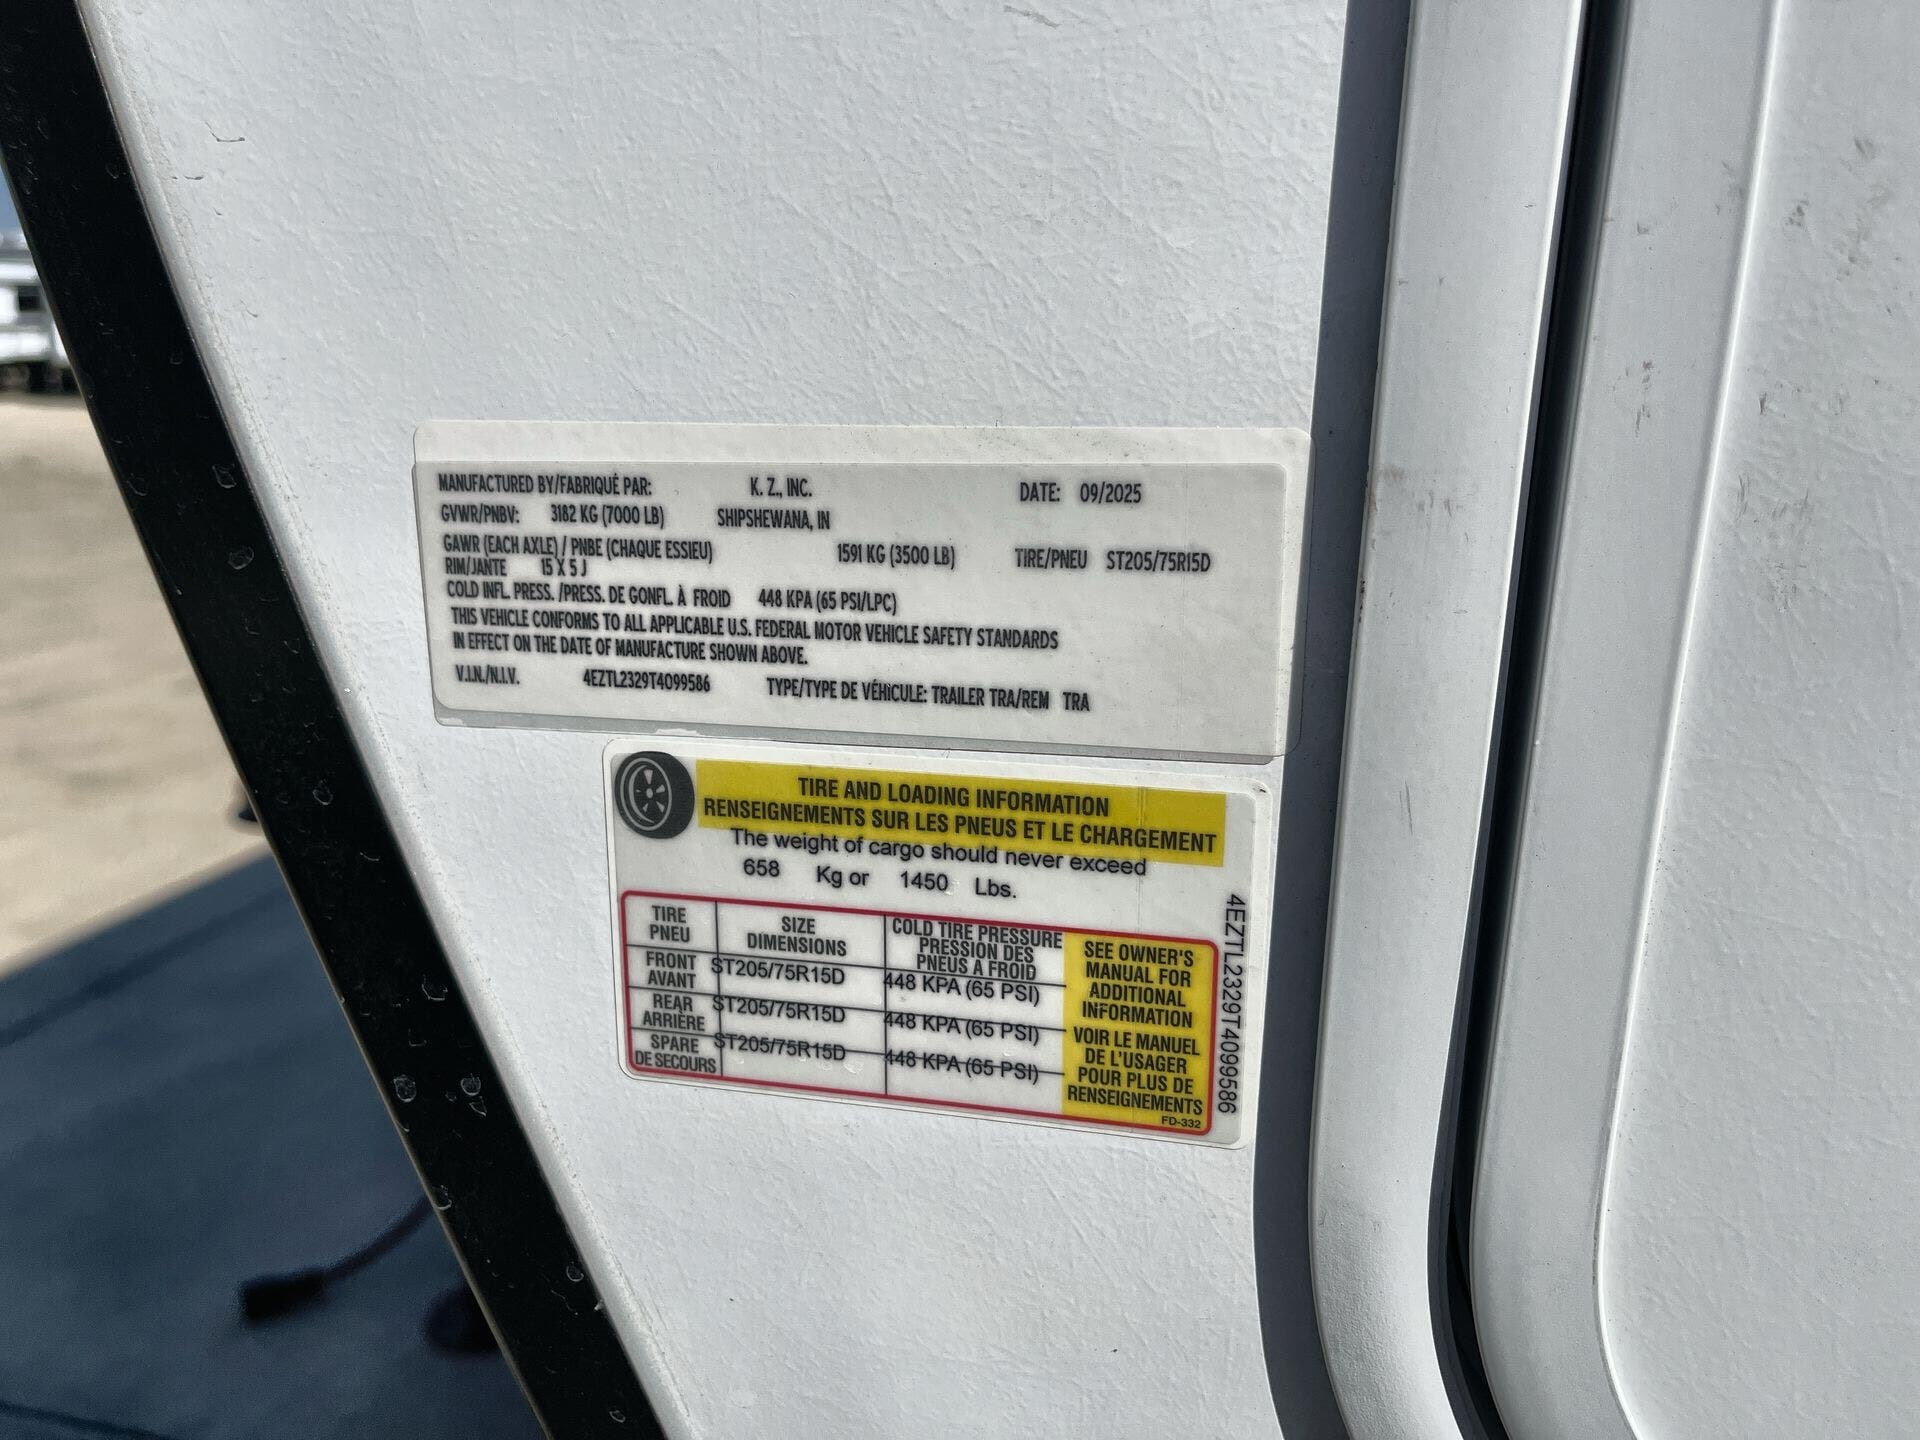 MANUFACTURED BY/FABRIQUÉ PAR: K. Z., INC. DATE: 09/2025
GVWR/PNBV: 3182 KG (7000 LB) SHIPSHEWANA, IN
GAWR (EACH AXLE) / PNBE (CHAQUE ESSIEU) 1591 KG (3500 LB) TIRE/PNEU ST205/75R15D
RIM/JANTE 15 X 5 J
COLD INFL. PRESS. /PRESS. DE GONFL. À FROID 448 KPA (65 PSI/LPC)
THIS VEHICLE CONFORMS TO ALL APPLICABLE U.S. FEDERAL MOTOR VEHICLE SAFETY STANDARDS
IN EFFECT ON THE DATE OF MANUFACTURE SHOWN ABOVE.
V.I.N./N.I.V. 4EZTL2329T4099586 TYPE/TYPE DE VÉHICULE: TRAILER TRA/REM TRA
TIRE AND LOADING INFORMATION
RENSEIGNEMENTS SUR LES PNEUS ET LE CHARGEMENT
The weight of cargo should never exceed
658 Kg or 1450 Lbs.
TIRE
PNEU
SIZE
DIMENSIONS
COLD TIRE PRESSURE
PRESSION DES
PNEUS A FROID
FRONT
AVANT
ST205/75R15D
448 KPA (65 PSI)
REAR
ARRIÈRE
ST205/75R15D
448 KPA (65 PSI)
SPARE
DE SECOURS
ST205/75R15D
448 KPA (65 PSI)
SEE OWNER'S
MANUAL FOR
ADDITIONAL
INFORMATION
VOIR LE MANUEL
DE L'USAGER
POUR PLUS DE
RENSEIGNEMENTS
FD-332
4EZTL2329T4099586